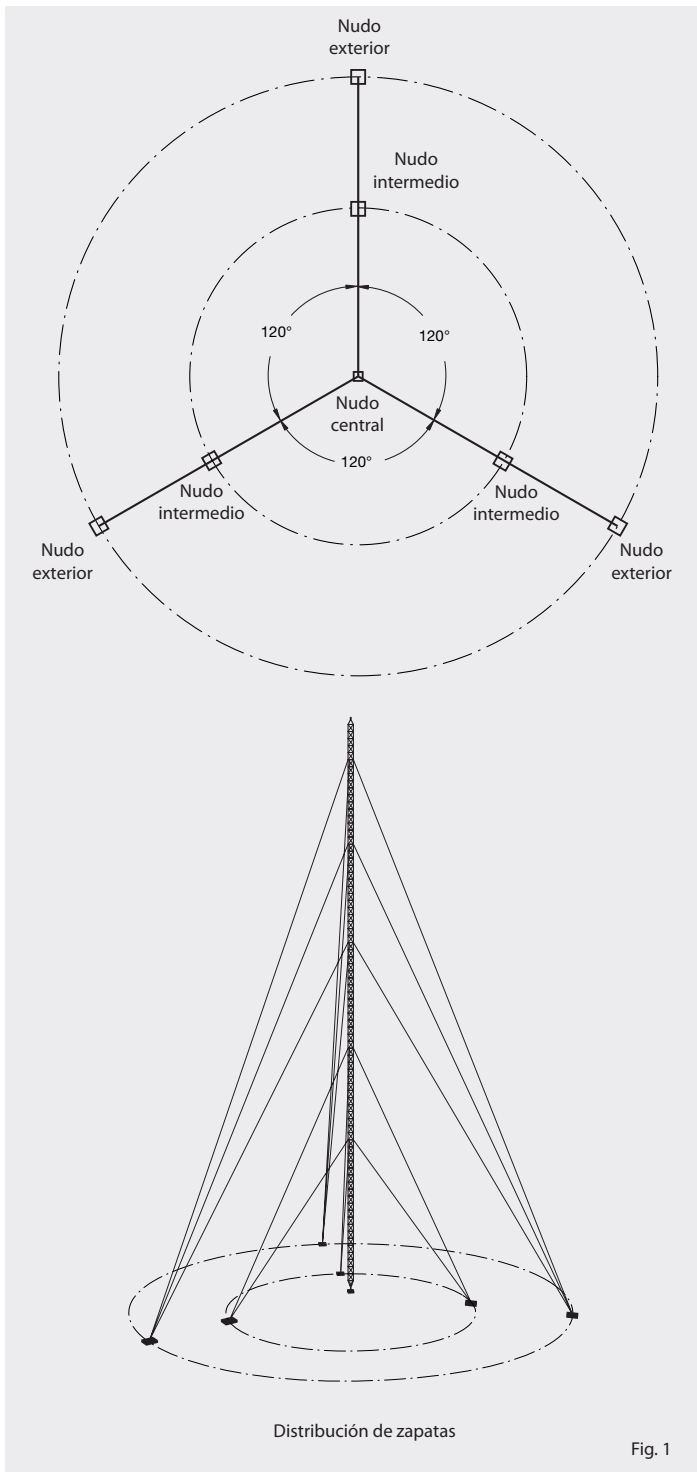 Nudo
exterior
Nudo
intermedio
120°
120°
Nudo
central
120°
Nudo
intermedio
Nudo
intermedio
Nudo
exterior
Nudo
exterior
Distribución de zapatas
Fig. 1